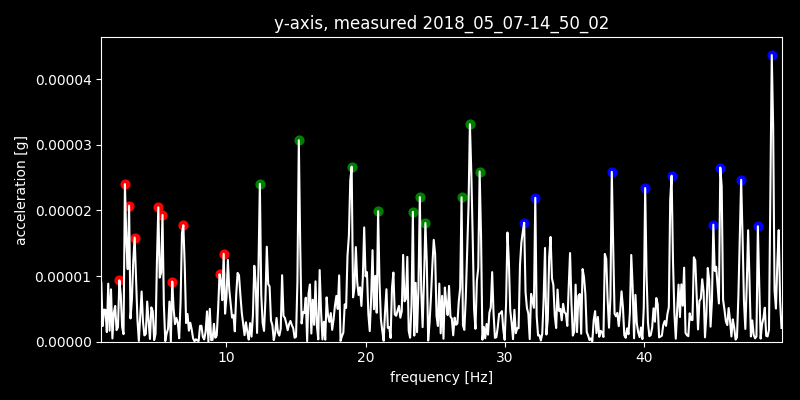 y-axis, measured 2018_05_07-14_50_02
acceleration [g]
0.00004
0.00003
0.00002
0.00001
0.00000
10 20 30 40
frequency [Hz]